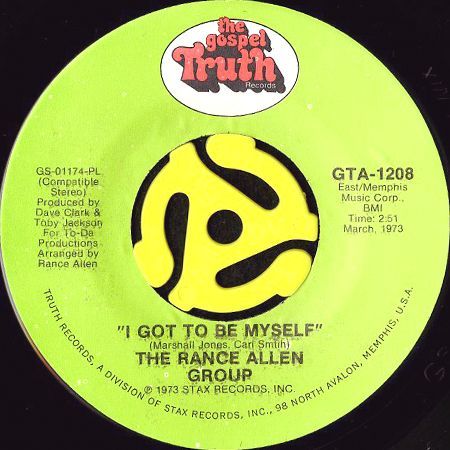 the
gospel
Truth
Records
GS-01174-PL
(Compatible
Stereo)
Produced by
Dave Clark &
Toby Jackson
For To-Da
Productions
Arranged by
Rance Allen
GTA-1208
East/Memphis
Music Corp.,
BMI
Time: 2:51
March, 1973
"I GOT TO BE MYSELF"
(Marshall Jones, Carl Smith)
THE RANCE ALLEN
GROUP
℗ 1973 STAX RECORDS, INC.
TRUTH RECORDS, A DIVISION OF STAX RECORDS, INC., 98 NORTH AVALON, MEMPHIS, U.S.A.